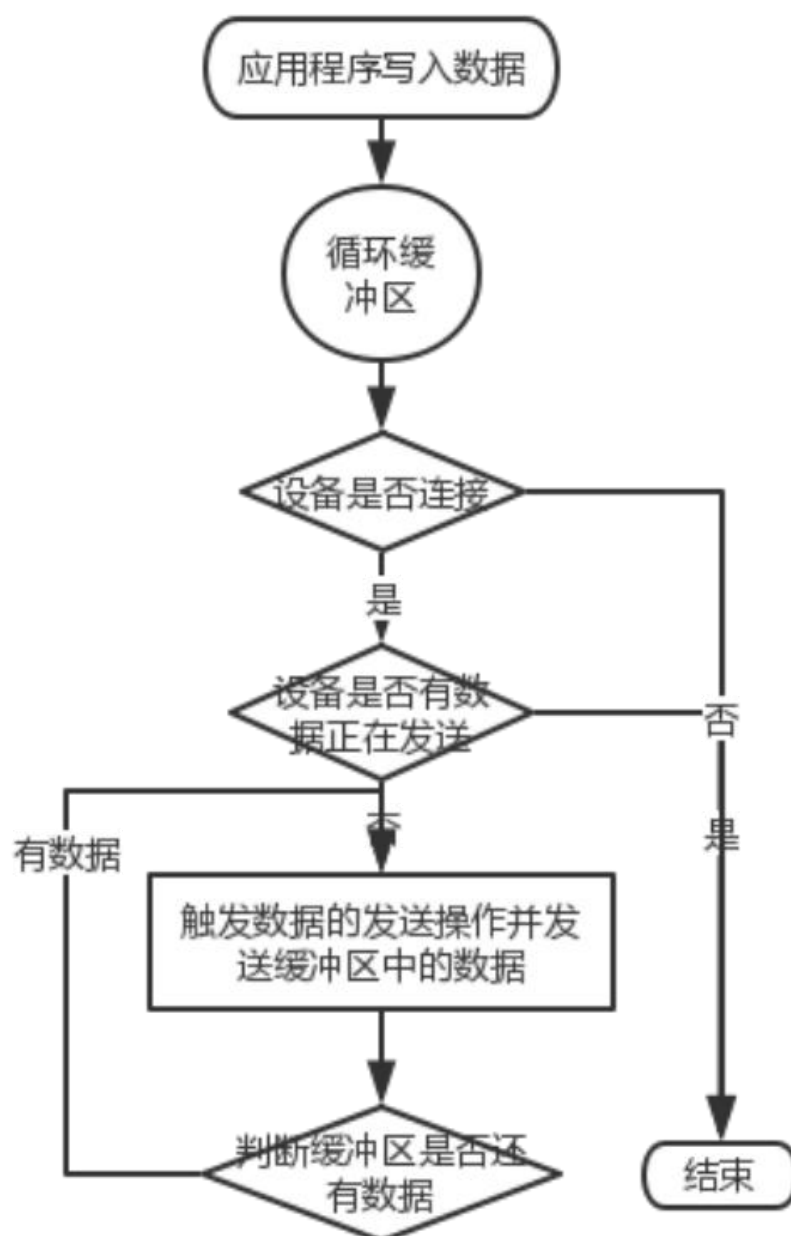 应用程序写入数据
循环缓
冲区
设备是否连接
是
设备是否有数
据正在发送
否
否
是
有数据
触发数据的发送操作并发
送缓冲区中的数据
判断缓冲区是否还
有数据
结束